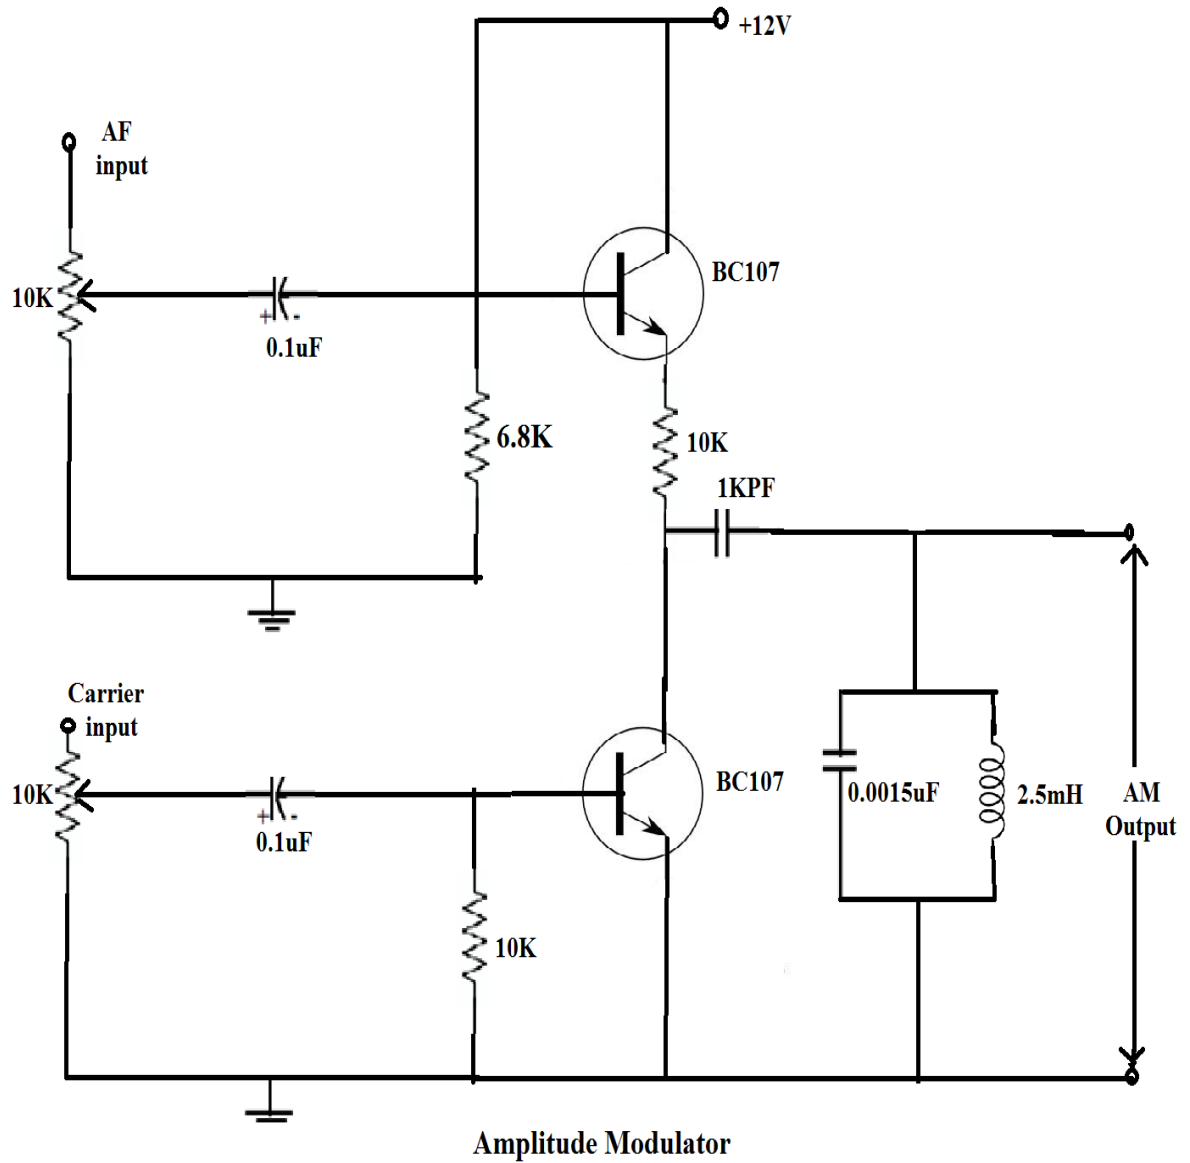 +12V
AF
input
10K
+ -
0.1uF
BC107
6.8K
10K
1KPF
Carrier
input
10K
+ -
0.1uF
BC107
0.0015uF
2.5mH
AM
Output
10K
Amplitude Modulator